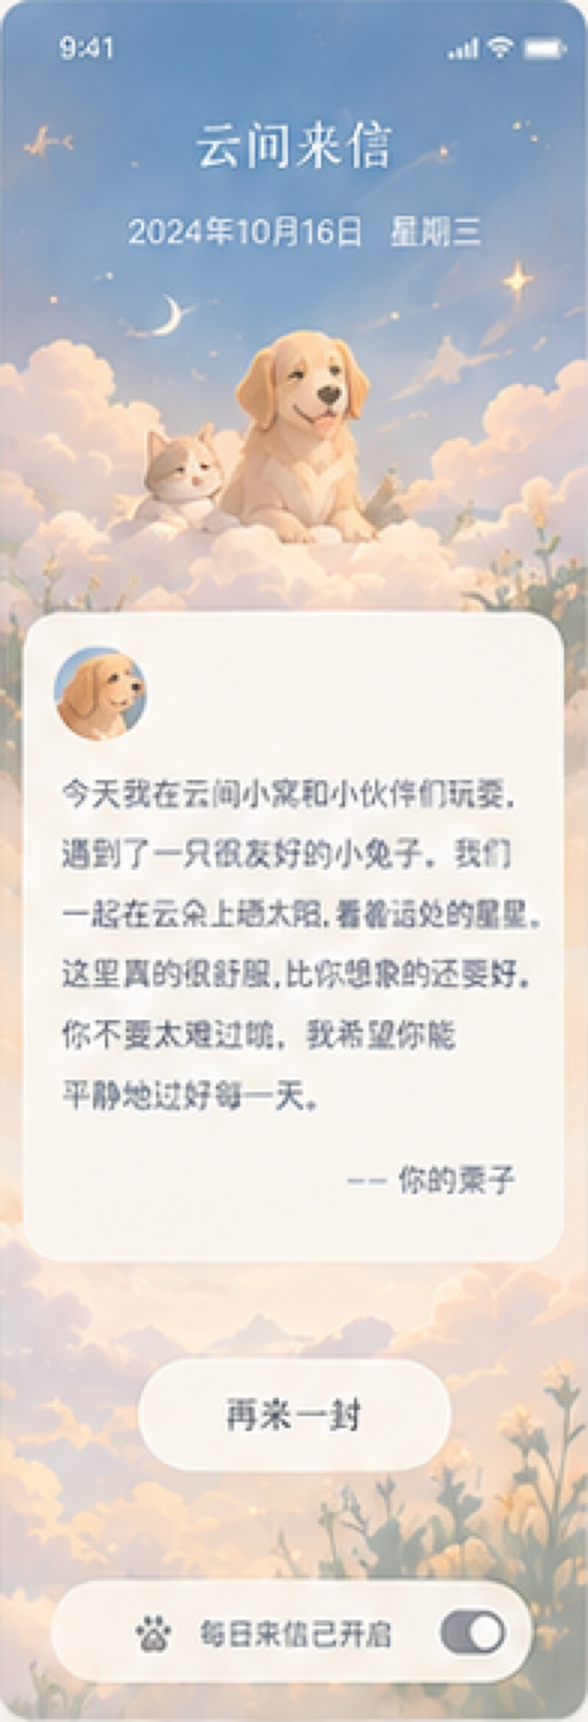 9:41
云间来信
2024年10月16日 星期三
今天我在云间小窝和小伙伴们玩耍,
遇到了一只很友好的小兔子。我们
一起在云朵上晒太阳,看着远处的星星。
这里真的很舒服,比你想象的还要好。
你不要太难过啦,我希望你能
平静地过好每一天。
-- 你的栗子
再来一封
每日来信已开启